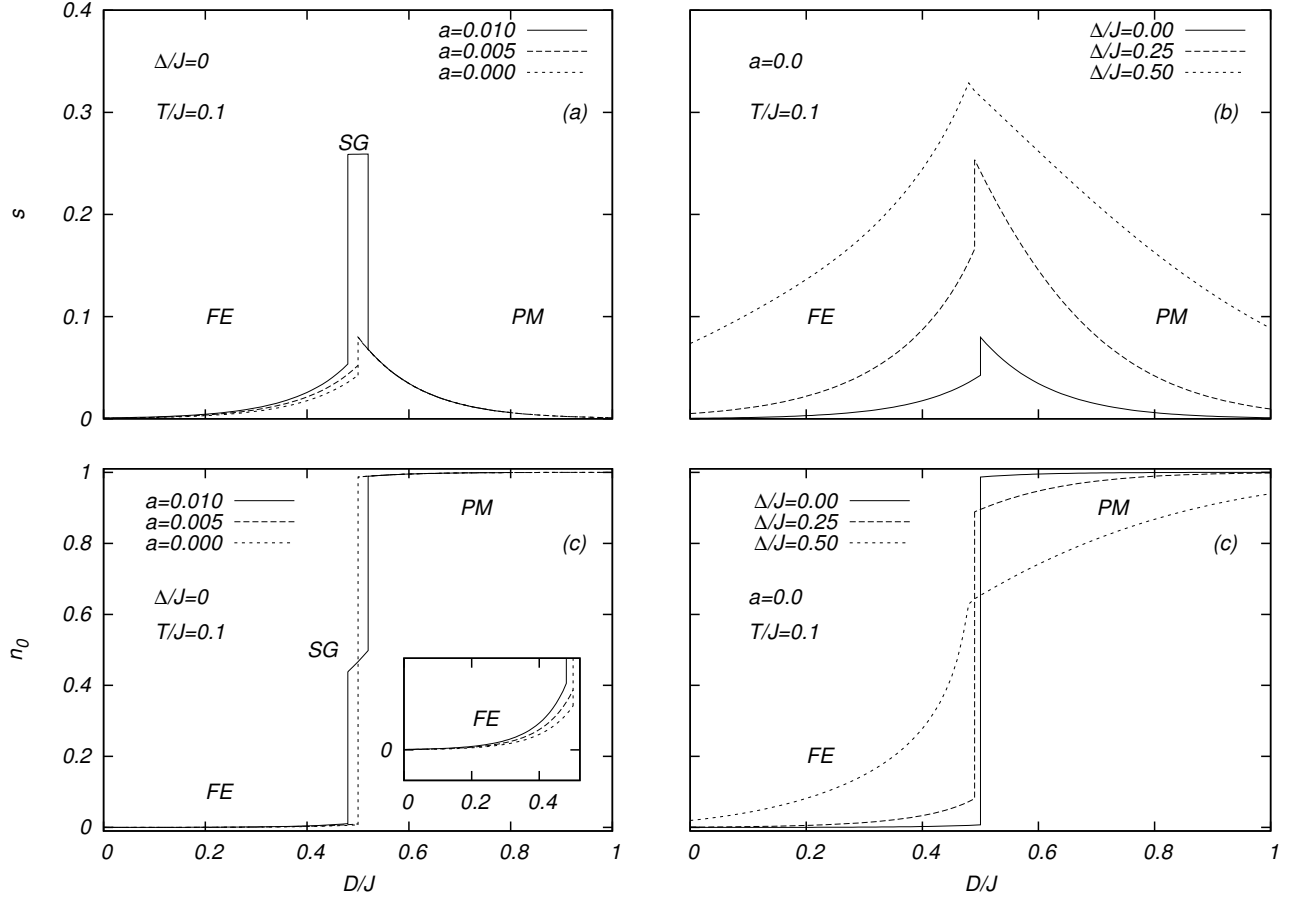 0.4
0.3
0.2
0.1
0
s
Δ/J=0
T/J=0.1
a=0.010
a=0.005
a=0.000
(a)
SG
FE
PM
a=0.0
T/J=0.1
Δ/J=0.00
Δ/J=0.25
Δ/J=0.50
(b)
FE
PM
1
0.8
0.6
0.4
0.2
0
n0
a=0.010
a=0.005
a=0.000
PM
(c)
Δ/J=0
T/J=0.1
SG
FE
FE
0
0 0.2 0.4
0 0.2 0.4 0.6 0.8 1
D/J
Δ/J=0.00
Δ/J=0.25
Δ/J=0.50
PM
(c)
a=0.0
T/J=0.1
FE
0 0.2 0.4 0.6 0.8 1
D/J